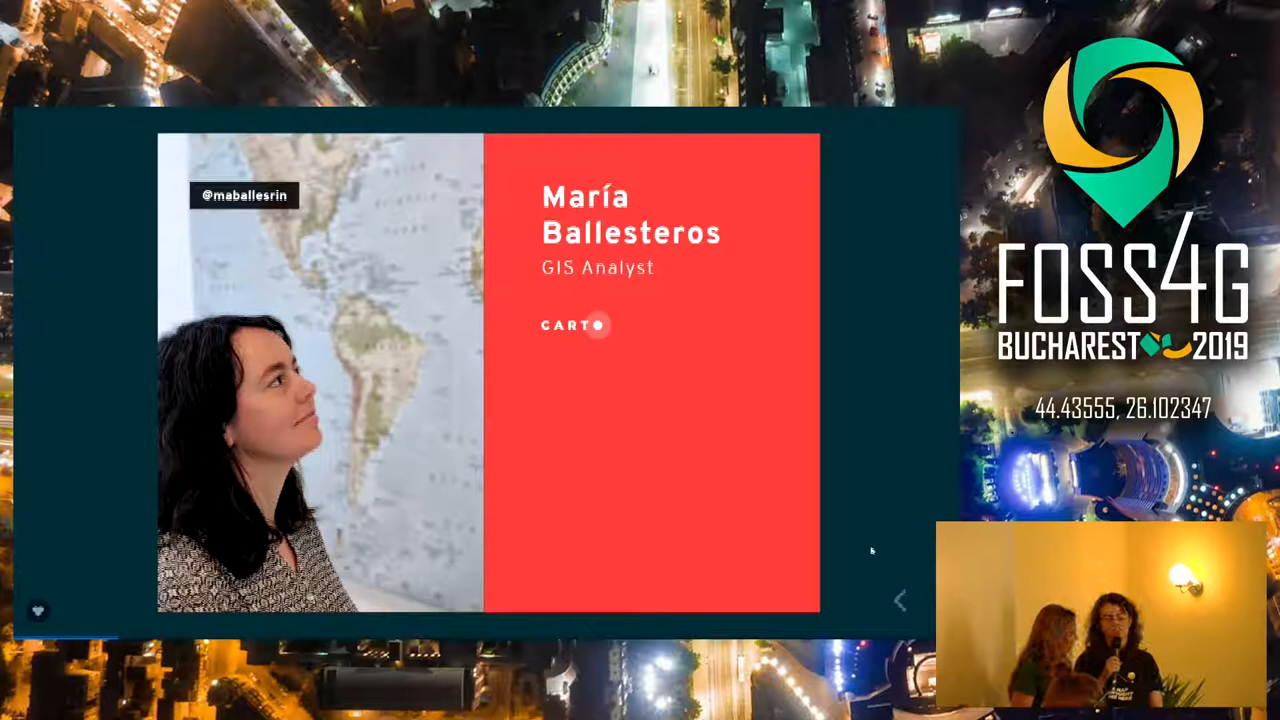 @maballesrin
María
Ballesteros
GIS Analyst
CARTO
FOSS4G
BUCHAREST 2019
44.43555, 26.102347